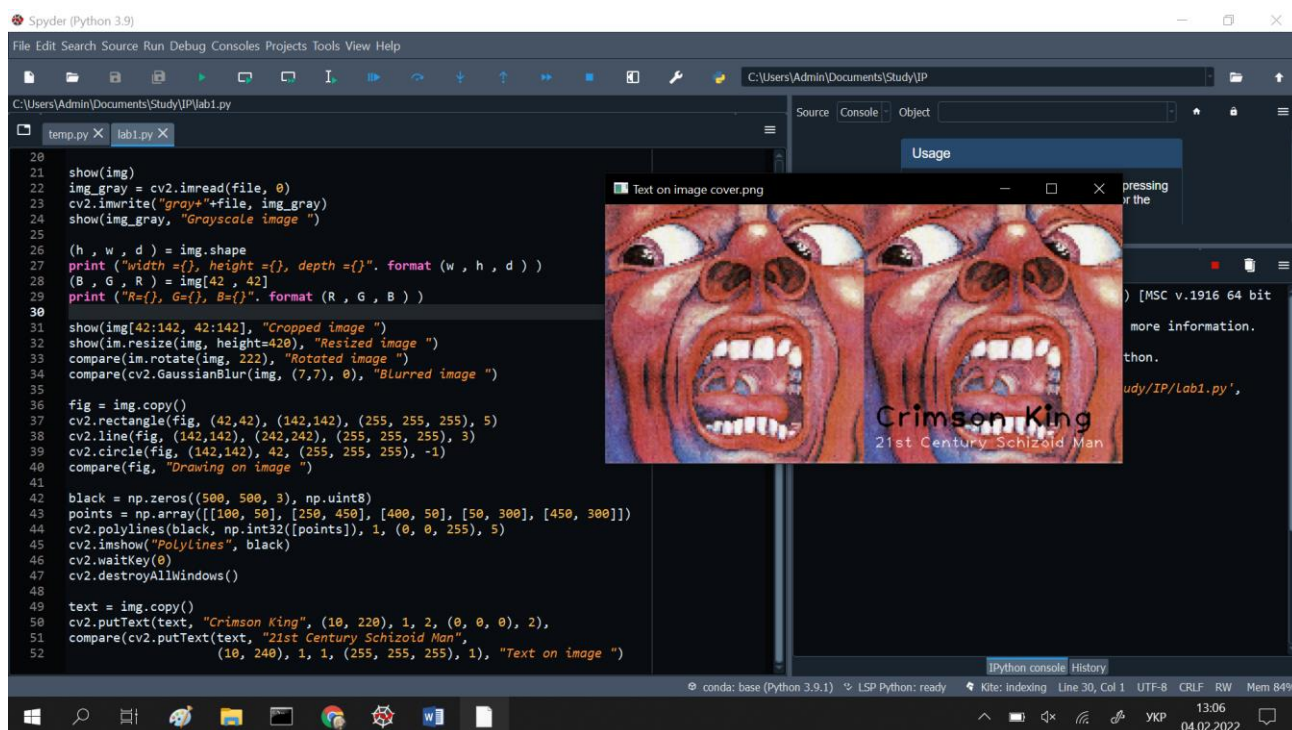 Spyder (Python 3.9)
File Edit Search Source Run Debug Consoles Projects Tools View Help
C:\Users\Admin\Documents\Study\IP
C:\Users\Admin\Documents\Study\IP\lab1.py
temp.py lab1.py
20
21 show(img)
22 img_gray = cv2.imread(file, 0)
23 cv2.imwrite("gray+"+file, img_gray)
24 show(img_gray, "Grayscale image ")
25
26 (h , w , d ) = img.shape
27 print ("width ={}, height ={}, depth ={}". format (w , h , d ) )
28 (B , G , R ) = img[42 , 42]
29 print ("R={}, G={}, B={}". format (R , G , B ) )
30
31 show(img[42:142, 42:142], "Cropped image ")
32 show(im.resize(img, height=420), "Resized image ")
33 compare(im.rotate(img, 222), "Rotated image ")
34 compare(cv2.GaussianBlur(img, (7,7), 0), "Blurred image ")
35
36 fig = img.copy()
37 cv2.rectangle(fig, (42,42), (142,142), (255, 255, 255), 5)
38 cv2.line(fig, (142,142), (242,242), (255, 255, 255), 3)
39 cv2.circle(fig, (142,142), 42, (255, 255, 255), -1)
40 compare(fig, "Drawing on image ")
41
42 black = np.zeros((500, 500, 3), np.uint8)
43 points = np.array([[100, 50], [250, 450], [400, 50], [50, 300], [450, 300]])
44 cv2.polylines(black, np.int32([points]), 1, (0, 0, 255), 5)
45 cv2.imshow("Polylines", black)
46 cv2.waitKey(0)
47 cv2.destroyAllWindows()
48
49 text = img.copy()
50 cv2.putText(text, "Crimson King", (10, 220), 1, 2, (0, 0, 0), 2),
51 compare(cv2.putText(text, "21st Century Schizoid Man",
52 (10, 240), 1, 1, (255, 255, 255), 1), "Text on image ")
Source Console Object
Usage
pressing
or the
Text on image cover.png
Crimson King
21st Century Schizoid Man
) [MSC v.1916 64 bit
more information.
thon.
udy/IP/lab1.py',
IPython console History
conda: base (Python 3.9.1) LSP Python: ready Kite: indexing Line 30, Col 1 UTF-8 CRLF RW Mem 84%
УКР 13:06
04.02.2022